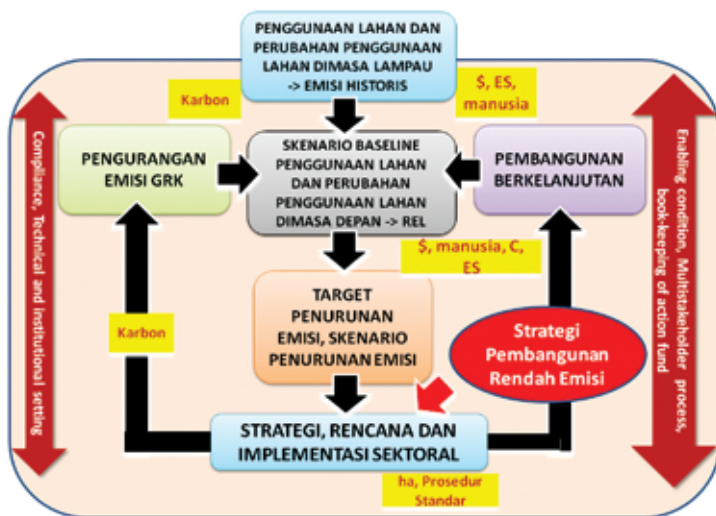 PENGGUNAAN LAHAN DAN
PERUBAHAN PENGGUNAAN
LAHAN DIMASA LAMPAU
-> EMISI HISTORIS
Karbon
$, ES,
manusia
PENGURANGAN
EMISI GRK
SKENARIO BASELINE
PENGGUNAAN LAHAN
DAN PERUBAHAN
PENGGUNAAN LAHAN
DIMASA DEPAN -> REL
PEMBANGUNAN
BERKELANJUTAN
$, manusia, C,
ES
TARGET
PENURUNAN
EMISI, SKENARIO
PENURUNAN EMISI
Karbon
Strategi
Pembangunan
Rendah Emisi
STRATEGI, RENCANA DAN
IMPLEMENTASI SEKTORAL
ha, Prosedur
Standar
Compliance, Technical and institutional setting
Enabling condition, Multistakeholder process,
book-keeping of action fund